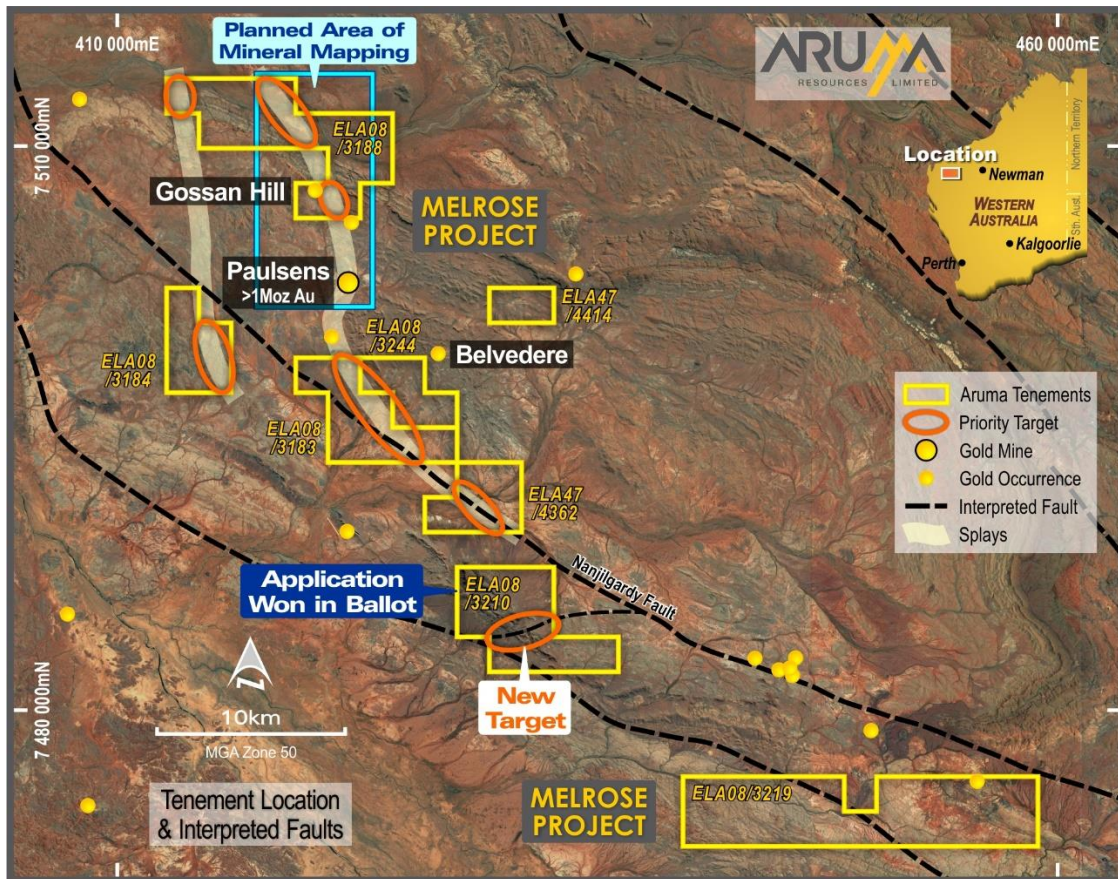 410 000mE
Planned Area of
Mineral Mapping
ARUMA
RESOURCES LIMITED
460 000mE
7 510 000mN
ELA08
/3188
Location
Northern Territory
Newman
WESTERN
AUSTRALIA
Sth. Aust.
Kalgoorlie
Perth
Gossan Hill
MELROSE
PROJECT
Paulsens
>1Moz Au
ELA47
/4414
ELA08
/3244
Belvedere
ELA08
/3184
ELA08
/3183
Aruma Tenements
Priority Target
Gold Mine
Gold Occurrence
Interpreted Fault
Splays
ELA47
/4362
Nanjilgardy Fault
Application
Won in Ballot
ELA08
/3210
New
Target
7 480 000mN
N
10km
MGA Zone 50
Tenement Location
& Interpreted Faults
MELROSE
PROJECT
ELA08/3219